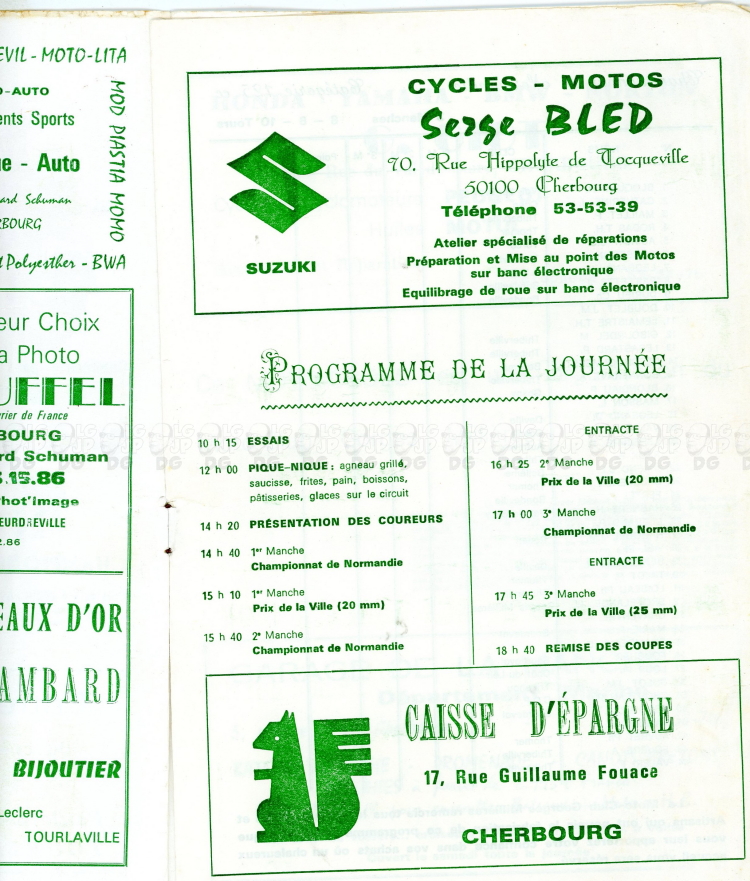 EVIL - MOTO-LITA
O-AUTO
ents Sports
ue - Auto
ard Schuman
RBOURG
MOD PIASTIA MOMO
Polyesther - BWA
eur Choix
a Photo
UFFEL
rier de France
BOURG
rd Schuman
.15.86
hot'image
EURDREVILLE
2.86
EAUX D'OR
AMBARD
BIJOUTIER
Leclerc
TOURLAVILLE
CYCLES - MOTOS
Serge BLED
70, Rue Hippolyte de Tocqueville
50100 Cherbourg
Téléphone 53-53-39
SUZUKI
Atelier spécialisé de réparations
Préparation et Mise au point des Motos
sur banc électronique
Equilibrage de roue sur banc électronique
PROGRAMME DE LA JOURNÉE
10 h 15 ESSAIS
12 h 00 PIQUE-NIQUE : agneau grillé,
saucisse, frites, pain, boissons,
pâtisseries, glaces sur le circuit
14 h 20 PRÉSENTATION DES COUREURS
14 h 40 1er Manche
Championnat de Normandie
15 h 10 1er Manche
Prix de la Ville (20 mm)
15 h 40 2e Manche
Championnat de Normandie
ENTRACTE
16 h 25 2e Manche
Prix de la Ville (20 mm)
17 h 00 3e Manche
Championnat de Normandie
ENTRACTE
17 h 45 3e Manche
Prix de la Ville (25 mm)
18 h 40 REMISE DES COUPES
CAISSE D'ÉPARGNE
17, Rue Guillaume Fouace
CHERBOURG